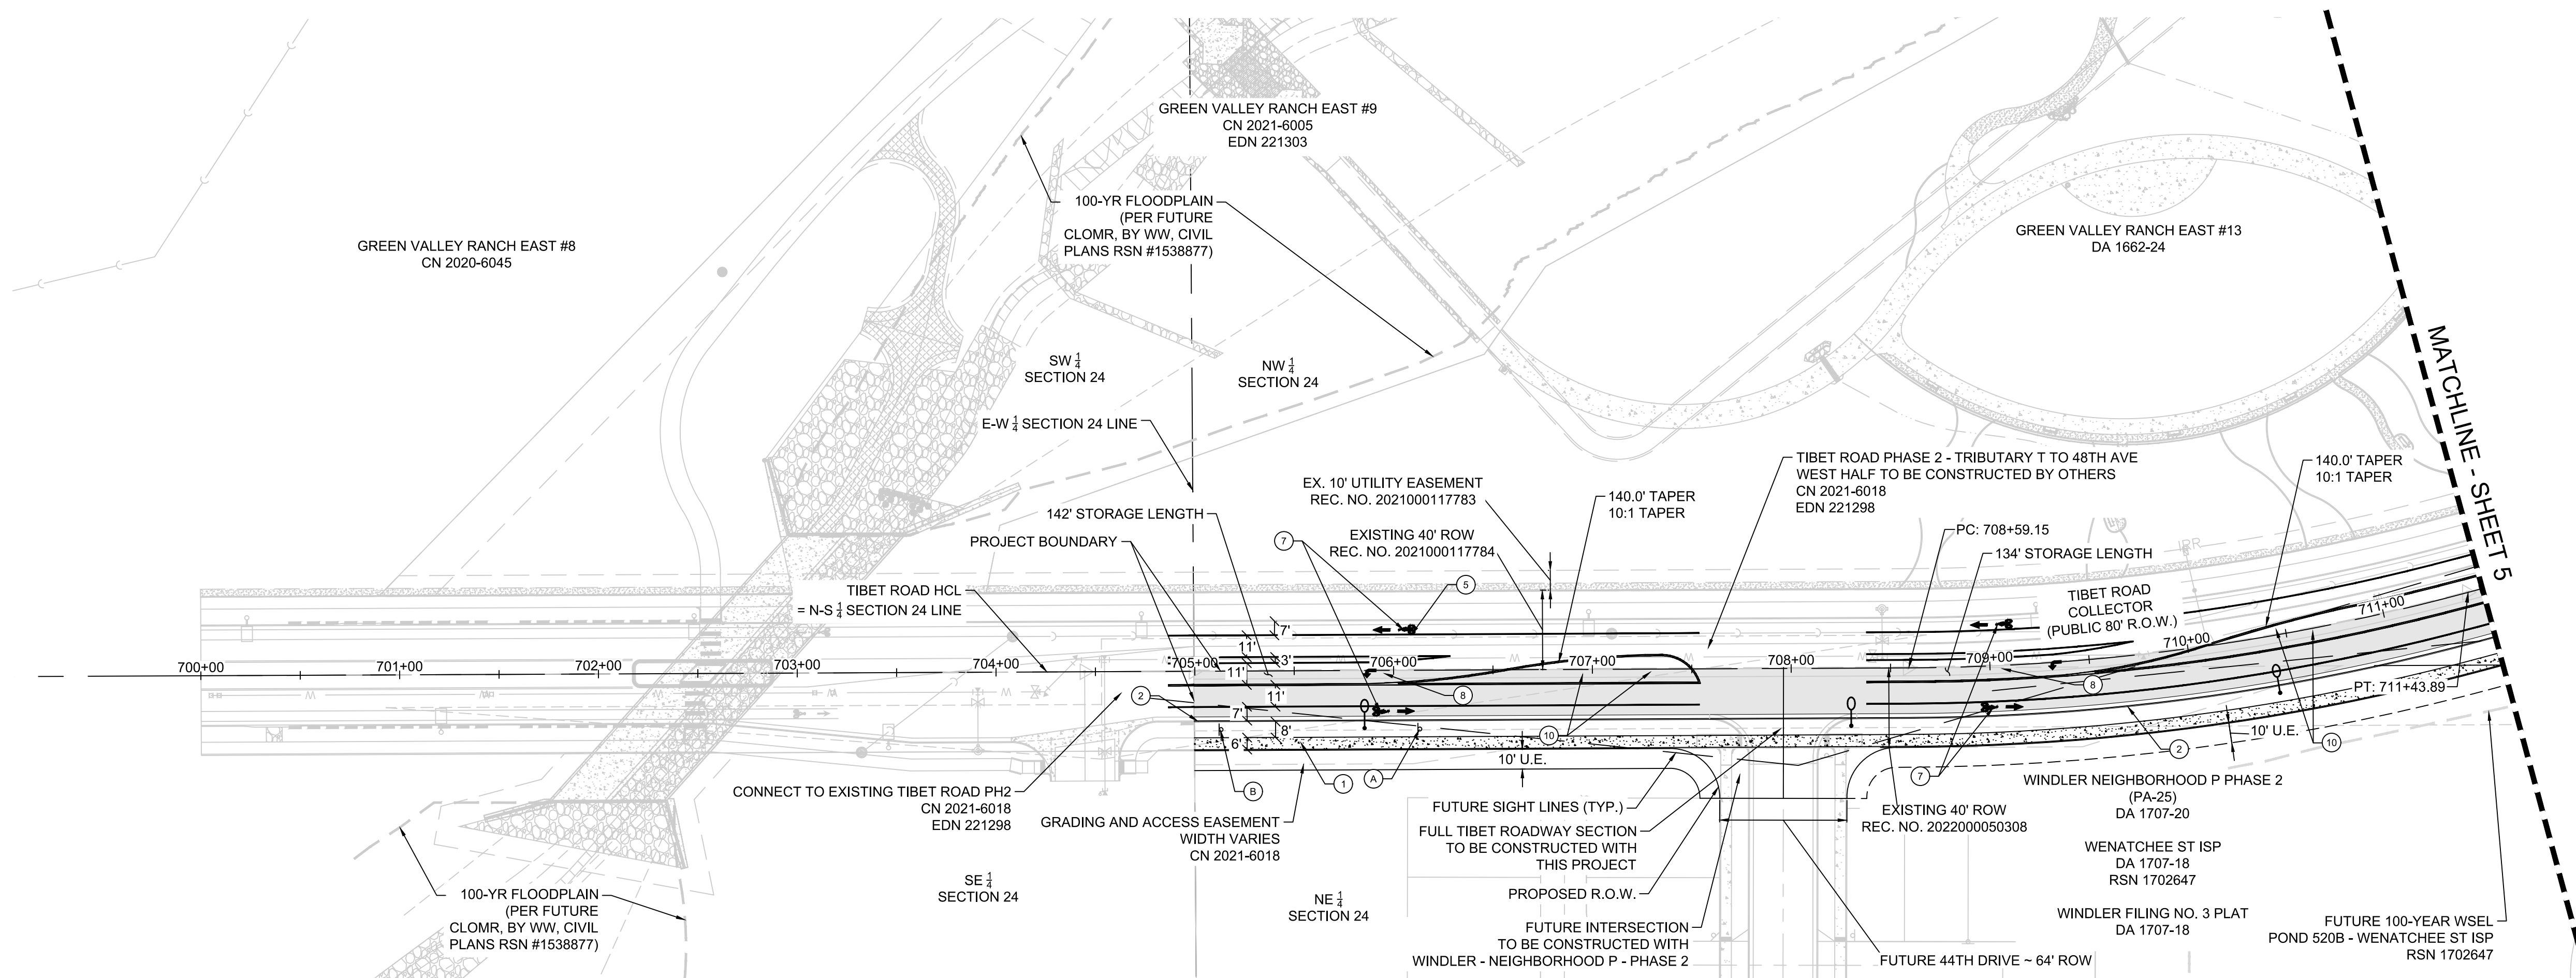 GREEN VALLEY RANCH EAST #9
CN 2021-6005
EDN 221303
100-YR FLOODPLAIN
(PER FUTURE
CLOMR, BY WW, CIVIL
PLANS RSN #1538877)
GREEN VALLEY RANCH EAST #8
CN 2020-6045
GREEN VALLEY RANCH EAST #13
DA 1662-24
MATCHLINE - SHEET 5
SW 1/4
SECTION 24
NW 1/4
SECTION 24
E-W 1/4 SECTION 24 LINE
TIBET ROAD PHASE 2 - TRIBUTARY T TO 48TH AVE
WEST HALF TO BE CONSTRUCTED BY OTHERS
CN 2021-6018
EDN 221298
140.0' TAPER
10:1 TAPER
EX. 10' UTILITY EASEMENT
REC. NO. 2021000117783
140.0' TAPER
10:1 TAPER
142' STORAGE LENGTH
PROJECT BOUNDARY
7
EXISTING 40' ROW
REC. NO. 2021000117784
PC: 708+59.15
134' STORAGE LENGTH
IRR
5
TIBET ROAD HCL
= N-S 1/4 SECTION 24 LINE
TIBET ROAD
COLLECTOR
(PUBLIC 80' R.O.W.)
7'
11'
3'
11'
11'
7'
8'
6'
700+00
701+00
702+00
703+00
704+00
705+00
706+00
707+00
708+00
709+00
710+00
711+00
2
8
8
PT: 711+43.89
10
10' U.E.
10' U.E.
2
10
B
1
A
7
CONNECT TO EXISTING TIBET ROAD PH2
CN 2021-6018
EDN 221298
GRADING AND ACCESS EASEMENT
WIDTH VARIES
CN 2021-6018
FUTURE SIGHT LINES (TYP.)
FULL TIBET ROADWAY SECTION
TO BE CONSTRUCTED WITH
THIS PROJECT
PROPOSED R.O.W.
EXISTING 40' ROW
REC. NO. 2022000050308
WINDLER NEIGHBORHOOD P PHASE 2
(PA-25)
DA 1707-20
WENATCHEE ST ISP
DA 1707-18
RSN 1702647
WINDLER FILING NO. 3 PLAT
DA 1707-18
100-YR FLOODPLAIN
(PER FUTURE
CLOMR, BY WW, CIVIL
PLANS RSN #1538877)
SE 1/4
SECTION 24
NE 1/4
SECTION 24
FUTURE INTERSECTION
TO BE CONSTRUCTED WITH
WINDLER - NEIGHBORHOOD P - PHASE 2
FUTURE 44TH DRIVE ~ 64' ROW
FUTURE 100-YEAR WSEL
POND 520B - WENATCHEE ST ISP
RSN 1702647